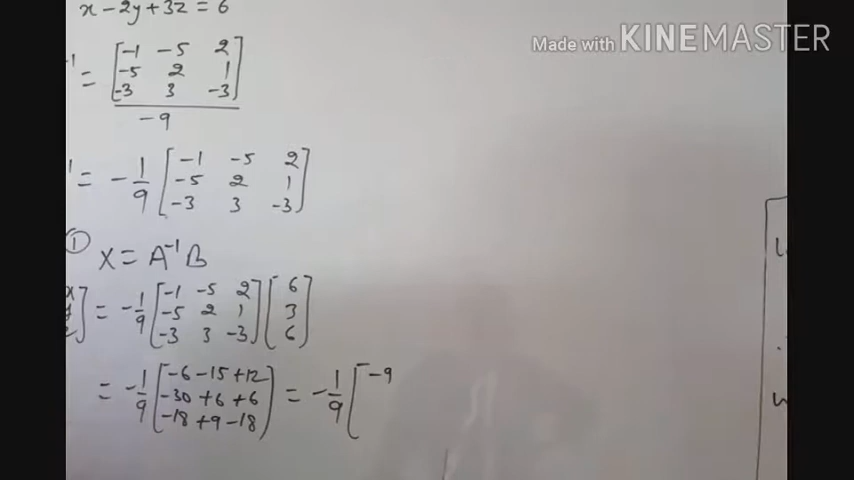 x - 2y + 3z = 6
Made with KINEMASTER
-1 = [-1 -5 2
-5 2 1
-3 3 -3]
-9
1 = -1/9 [-1 -5 2
-5 2 1
-3 3 -3]
① X = A⁻¹B
x] = -1/9 [-1 -5 2] [6
-5 2 1 3
z -3 3 -3] 6]
= -1/9 [-6 -15 +12
-30 +6 +6
-18 +9 -18] = -1/9 [-9